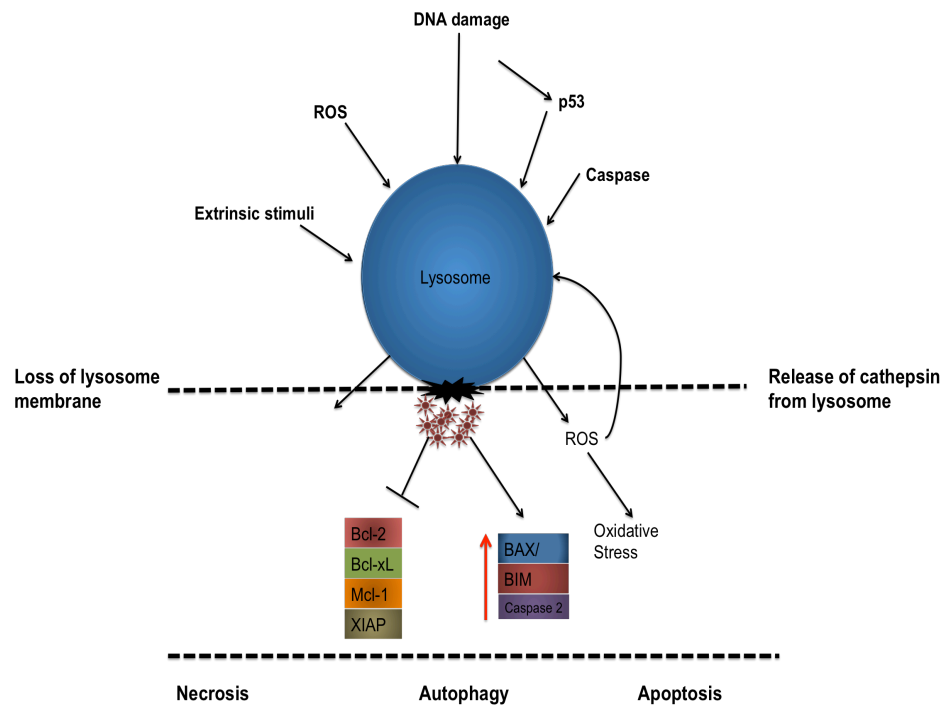 DNA damage
p53
ROS
Caspase
Extrinsic stimuli
Lysosome
Loss of lysosome
membrane
Release of cathepsin
from lysosome
ROS
Oxidative
Stress
Bcl-2
Bcl-xL
Mcl-1
XIAP
BAX/
BIM
Caspase 2
Necrosis
Autophagy
Apoptosis